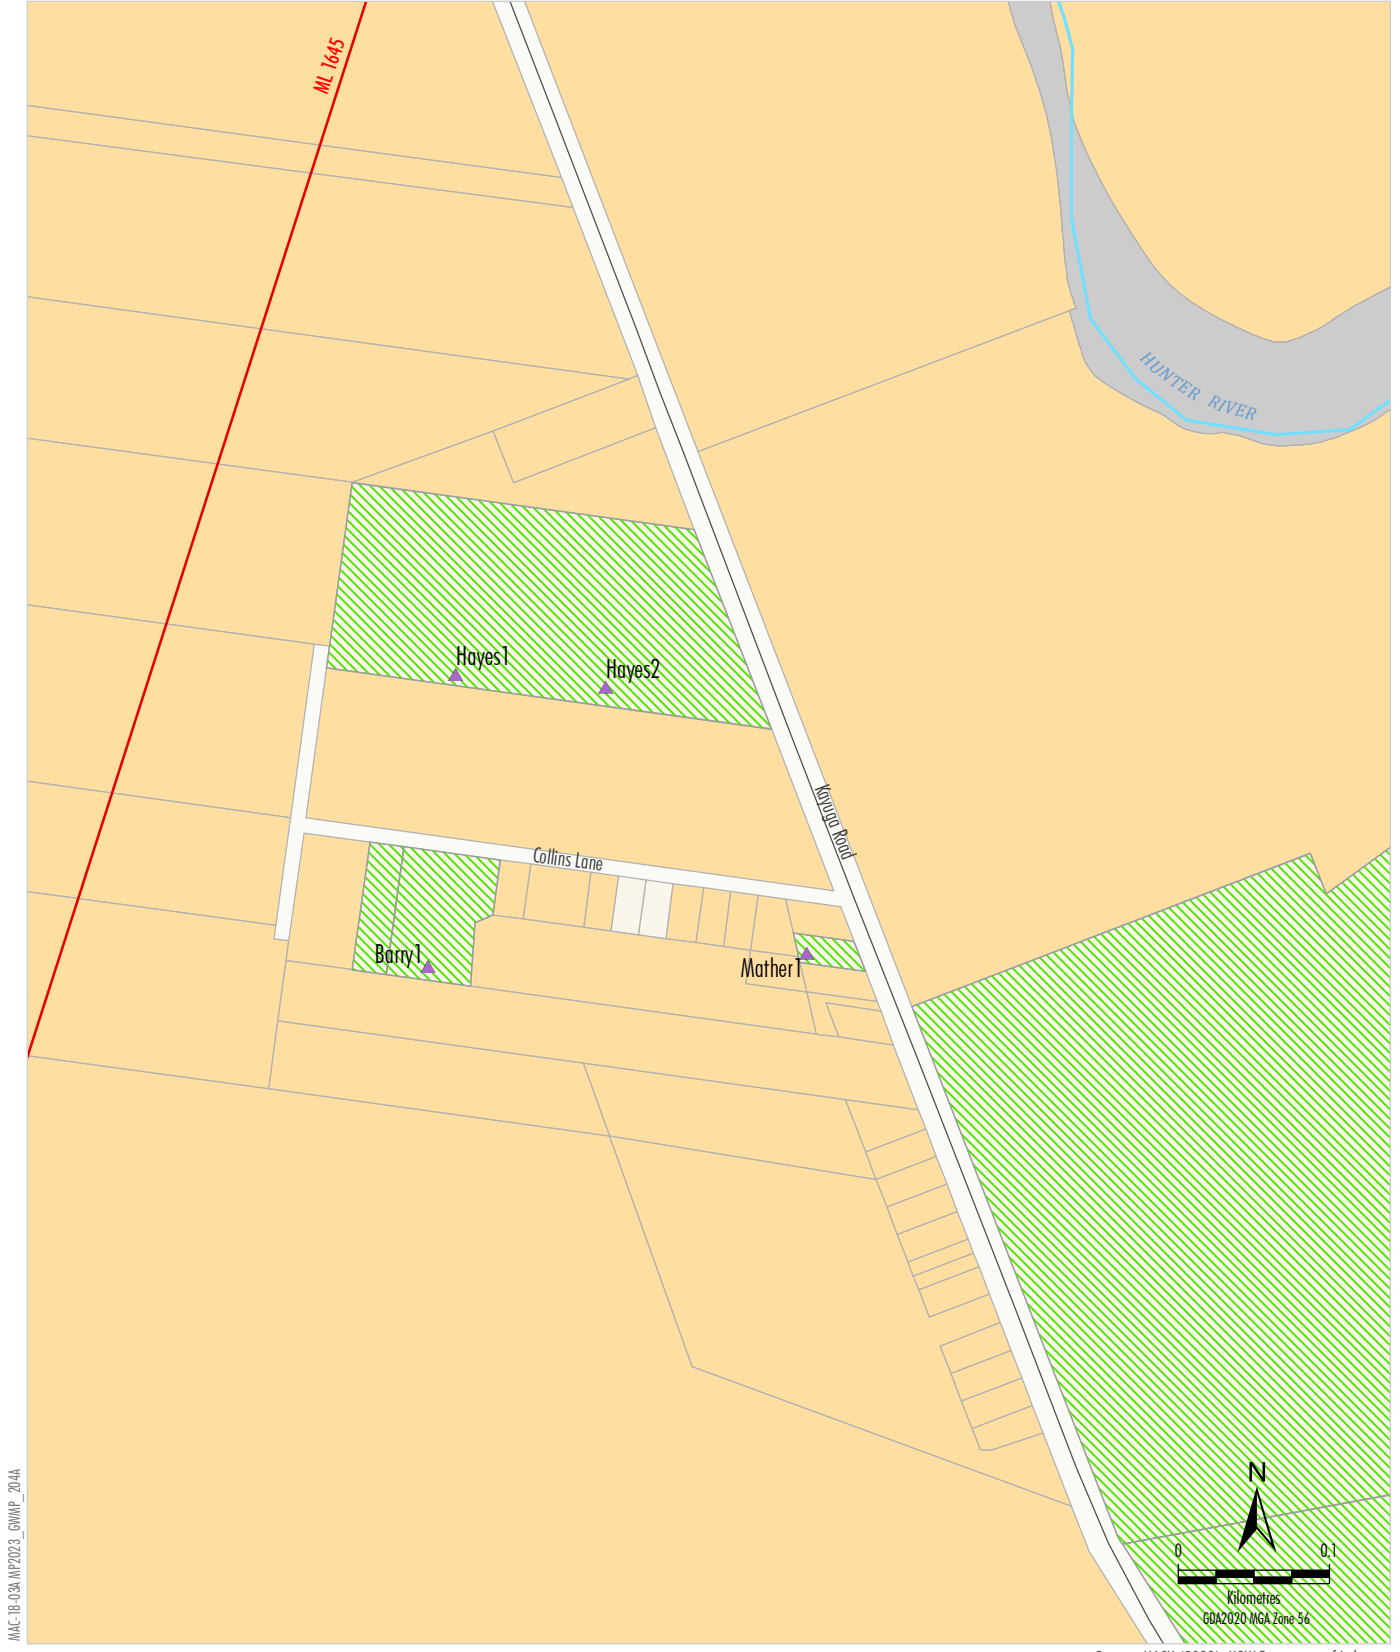 ML 1645
HUNTER RIVER
Hayes1
Hayes2
Kayuga Road
Collins Lane
Barry1
Mather1
N
0 0.1
Kilometres
GDA2020 MGA Zone 56
MAC-18-03A MP2023_GWMP_204A